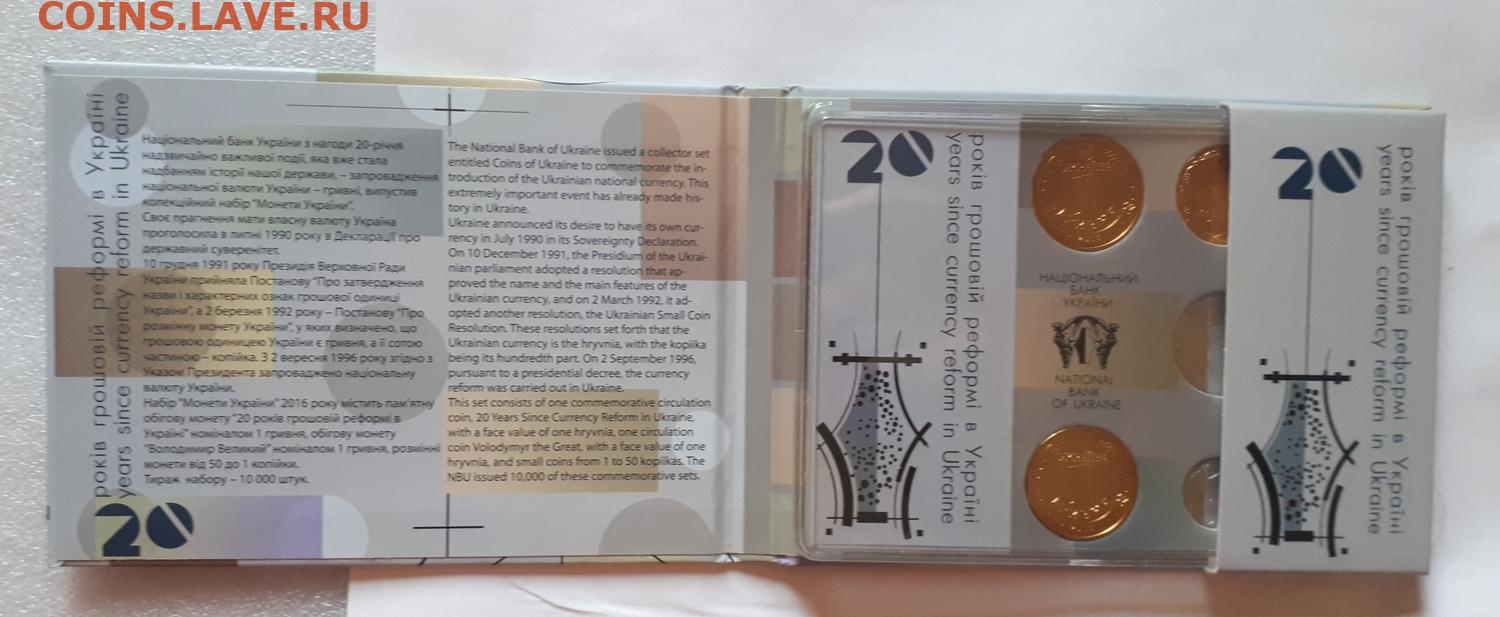 COINS.LAVE.RU
років грошовій реформі в Україні
years since currency reform in Ukraine
20
Національний банк України з нагоди 20-річчя
надзвичайно важливої події, яка вже стала
надбанням історії нашої держави, – запровадження
національної валюти України – гривні, випустив
колекційний набір "Монети України".
Своє прагнення мати власну валюту Україна
проголосила в липні 1990 року в Декларації про
державний суверенітет.
10 грудня 1991 року Президія Верховної Ради
України прийняла Постанову "Про затвердження
назви і характерних ознак грошової одиниці
України", а 2 березня 1992 року – Постанову "Про
розмінну монету України", у яких визначено, що
грошовою одиницею України є гривня, а її сотою
частиною – копійка. З 2 вересня 1996 року згідно з
Указом Президента запроваджено національну
валюту України.
Набір "Монети України" 2016 року містить пам'ятну
обігову монету "20 років грошовій реформі в
Україні" номіналом 1 гривня, обігову монету
"Володимир Великий" номіналом 1 гривня, розмінні
монети від 50 до 1 копійки.
Тираж набору – 10 000 штук.
The National Bank of Ukraine issued a collector set
entitled Coins of Ukraine to commemorate the in-
troduction of the Ukrainian national currency. This
extremely important event has already made his-
tory in Ukraine.
Ukraine announced its desire to have its own cur-
rency in July 1990 in its Sovereignty Declaration.
On 10 December 1991, the Presidium of the Ukrai-
nian parliament adopted a resolution that ap-
proved the name and the main features of the
Ukrainian currency, and on 2 March 1992, it ad-
opted another resolution, the Ukrainian Small Coin
Resolution. These resolutions set forth that the
Ukrainian currency is the hryvnia, with the kopiika
being its hundredth part. On 2 September 1996,
pursuant to a presidential decree, the currency
reform was carried out in Ukraine.
This set consists of one commemorative circulation
coin, 20 Years Since Currency Reform in Ukraine,
with a face value of one hryvnia, one circulation
coin Volodymyr the Great, with a face value of one
hryvnia, and small coins from 1 to 50 kopiikas. The
NBU issued 10,000 of these commemorative sets.
20
років грошовій реформі в Україні
years since currency reform in Ukraine
НАЦІОНАЛЬНИЙ
БАНК
УКРАЇНИ
NATIONAL
BANK
OF UKRAINE
20
років грошовій реформі в Україні
years since currency reform in Ukraine